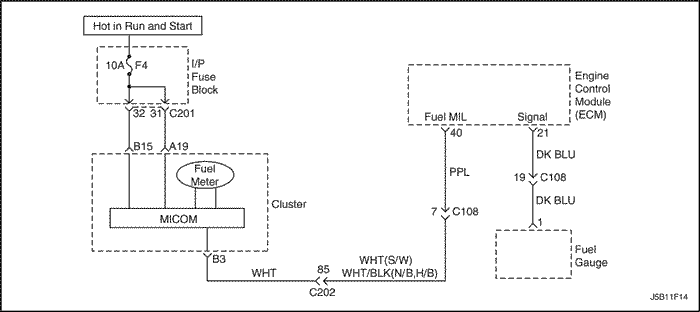 Hot in Run and Start
10A F4
I/P
Fuse
Block
32 31 C201
B15 A19
Fuel
Meter
Cluster
MICOM
B3
WHT
85
C202
WHT(S/W)
WHT/BLK(N/B,H/B)
Engine
Control
Module
(ECM)
Fuel MIL Signal
40 21
PPL
DK BLU
7 C108
19 C108
DK BLU
1
Fuel
Gauge
JSB11F14